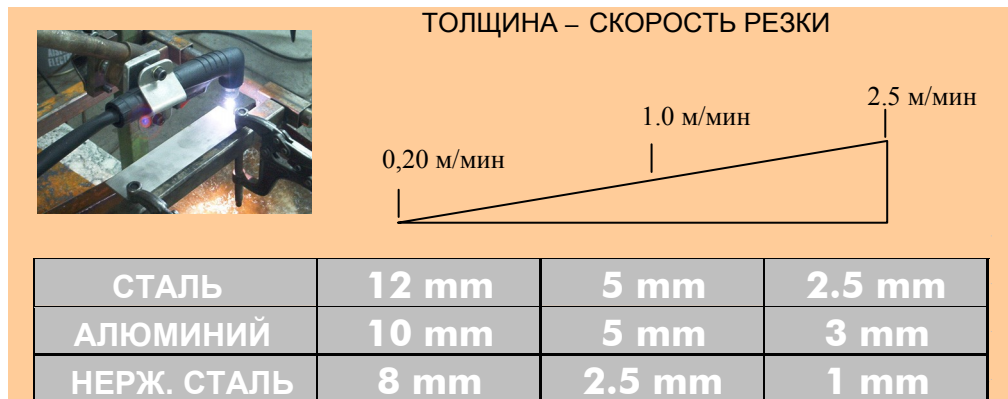 ТОЛЩИНА – СКОРОСТЬ РЕЗКИ
0,20 м/мин
1.0 м/мин
2.5 м/мин
СТАЛЬ 12 mm 5 mm 2.5 mm
АЛЮМИНИЙ 10 mm 5 mm 3 mm
НЕРЖ. СТАЛЬ 8 mm 2.5 mm 1 mm